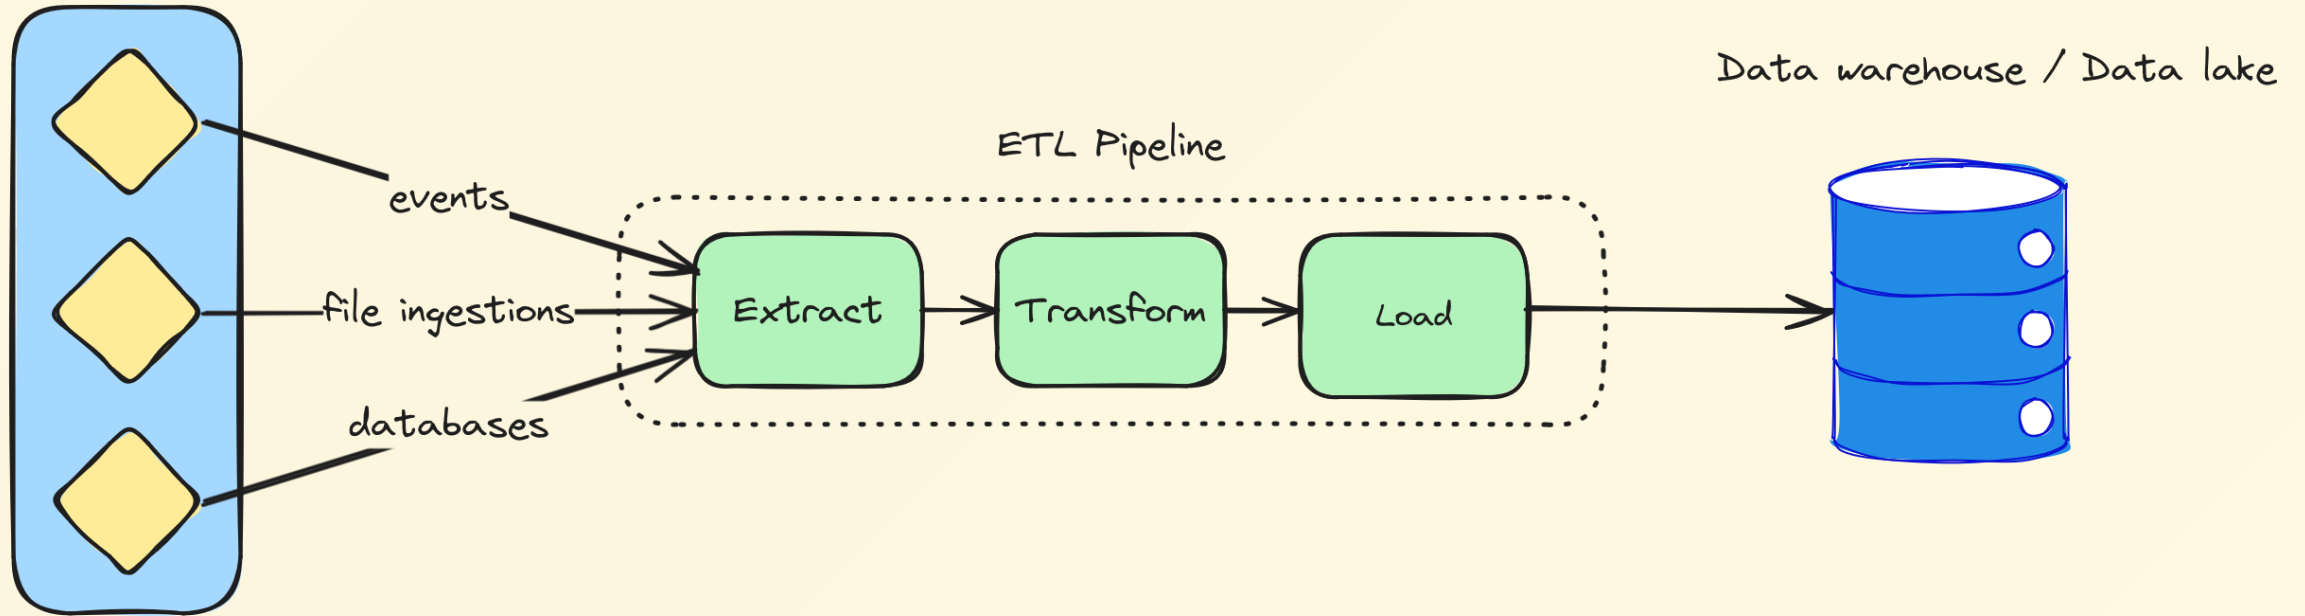 Data warehouse / Data lake
ETL Pipeline
events
file ingestions
databases
Extract
Transform
Load